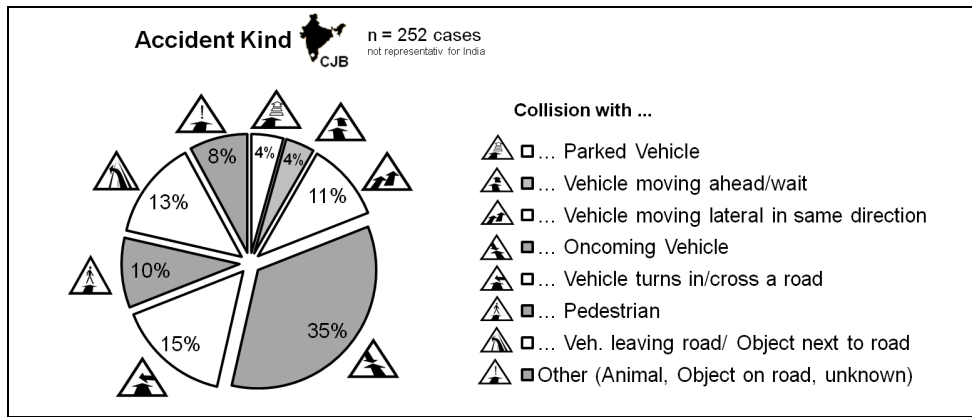 Accident Kind
CJB
n = 252 cases
not representativ for India
8%
4%
4%
11%
13%
10%
15%
35%
Collision with ...
... Parked Vehicle
... Vehicle moving ahead/wait
... Vehicle moving lateral in same direction
... Oncoming Vehicle
... Vehicle turns in/cross a road
... Pedestrian
... Veh. leaving road/ Object next to road
Other (Animal, Object on road, unknown)